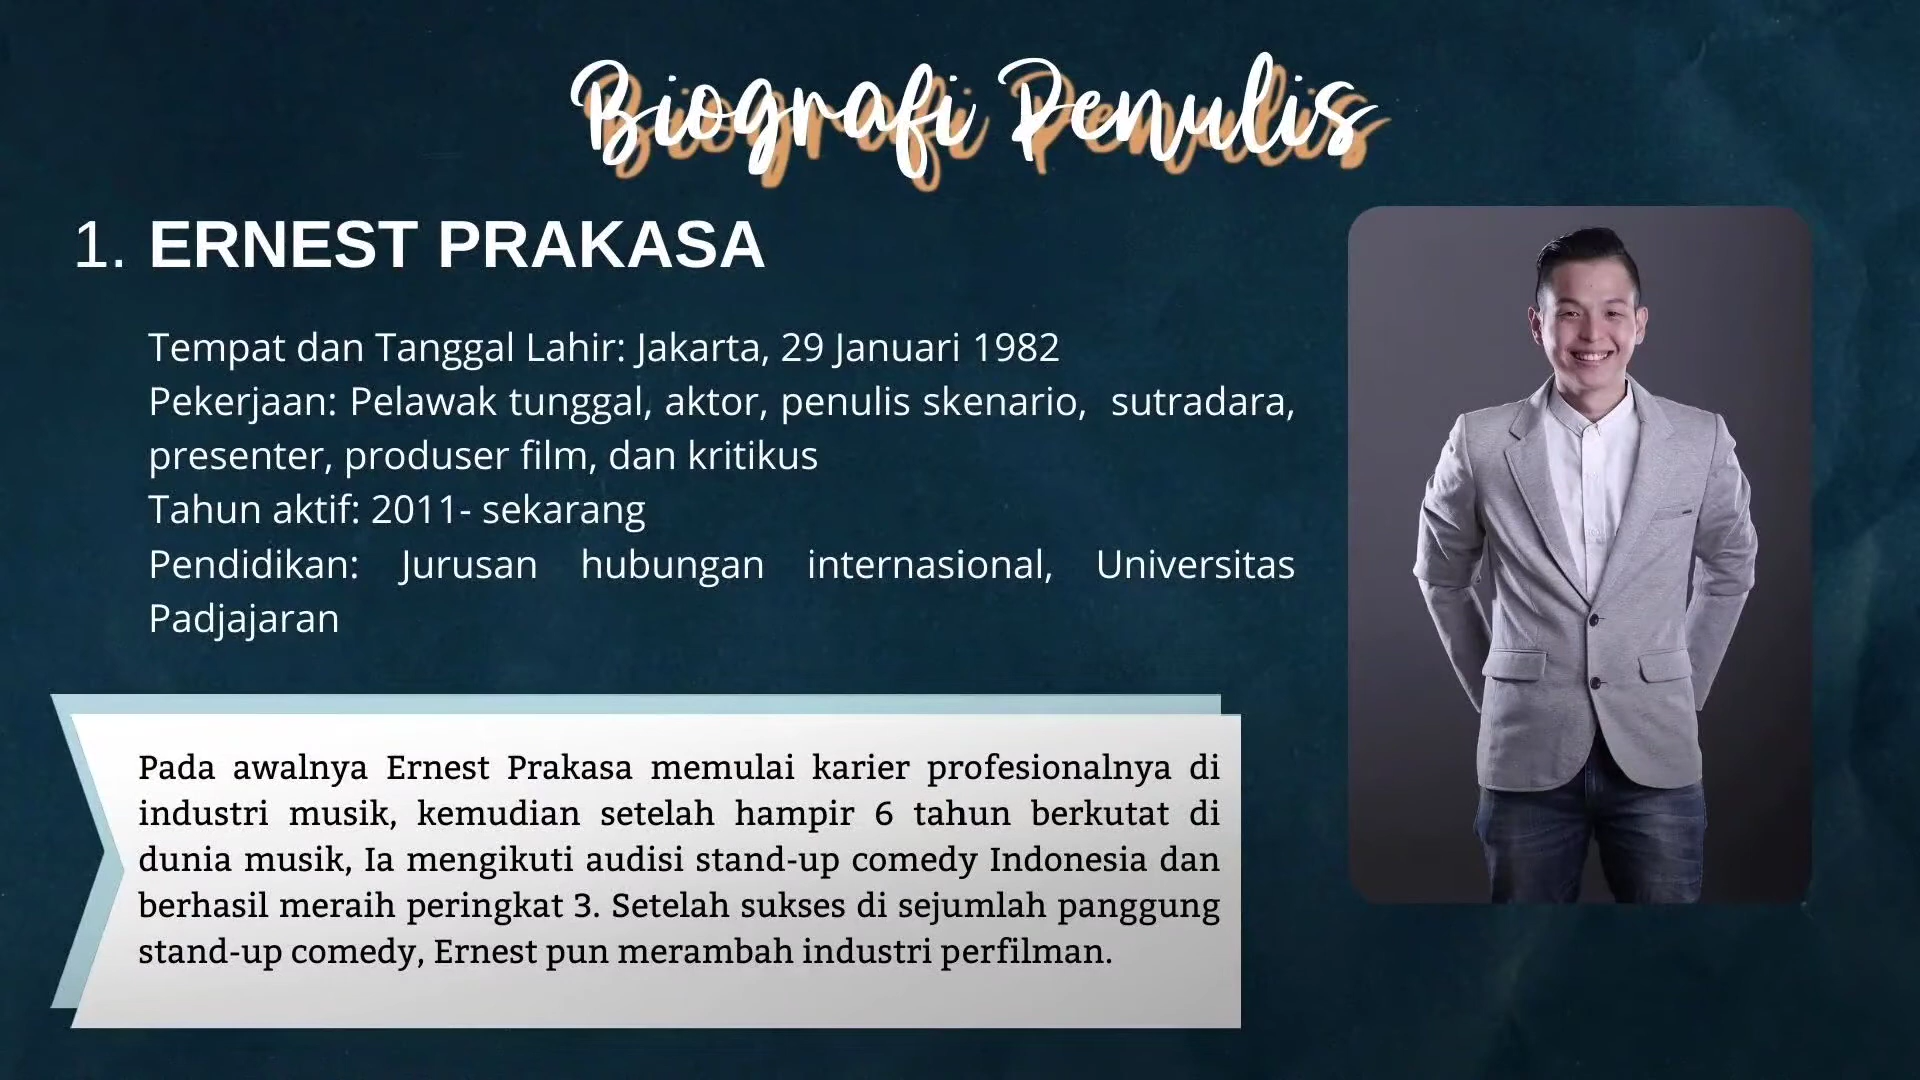 Biografi Penulis
1. ERNEST PRAKASA
Tempat dan Tanggal Lahir: Jakarta, 29 Januari 1982
Pekerjaan: Pelawak tunggal, aktor, penulis skenario, sutradara,
presenter, produser film, dan kritikus
Tahun aktif: 2011- sekarang
Pendidikan: Jurusan hubungan internasional, Universitas
Padjajaran
Pada awalnya Ernest Prakasa memulai karier profesionalnya di
industri musik, kemudian setelah hampir 6 tahun berkutat di
dunia musik, Ia mengikuti audisi stand-up comedy Indonesia dan
berhasil meraih peringkat 3. Setelah sukses di sejumlah panggung
stand-up comedy, Ernest pun merambah industri perfilman.